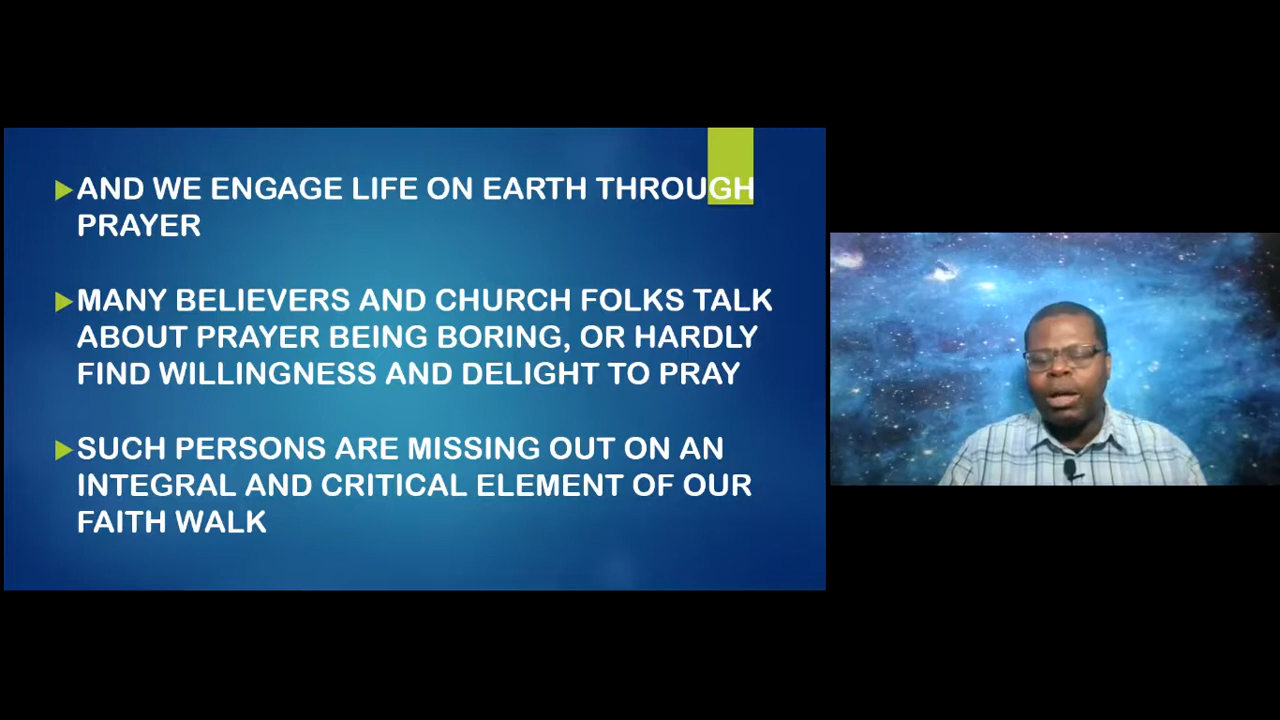 AND WE ENGAGE LIFE ON EARTH THROUGH
PRAYER
MANY BELIEVERS AND CHURCH FOLKS TALK
ABOUT PRAYER BEING BORING, OR HARDLY
FIND WILLINGNESS AND DELIGHT TO PRAY
SUCH PERSONS ARE MISSING OUT ON AN
INTEGRAL AND CRITICAL ELEMENT OF OUR
FAITH WALK